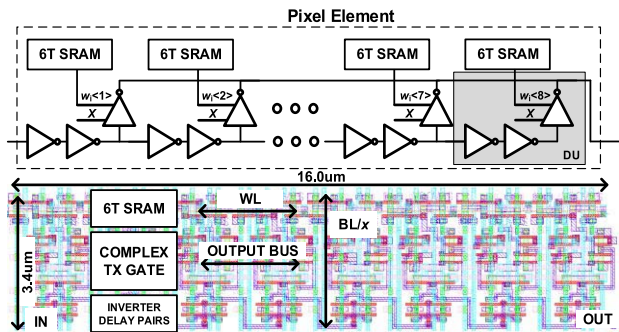 Pixel Element
6T SRAM 6T SRAM 6T SRAM 6T SRAM
wi<1> wi<2> wi<7> wi<8>
X X X X
DU
16.0um
6T SRAM
WL
BL/x
COMPLEX
TX GATE
OUTPUT BUS
3.4um
INVERTER
DELAY PAIRS
IN
OUT